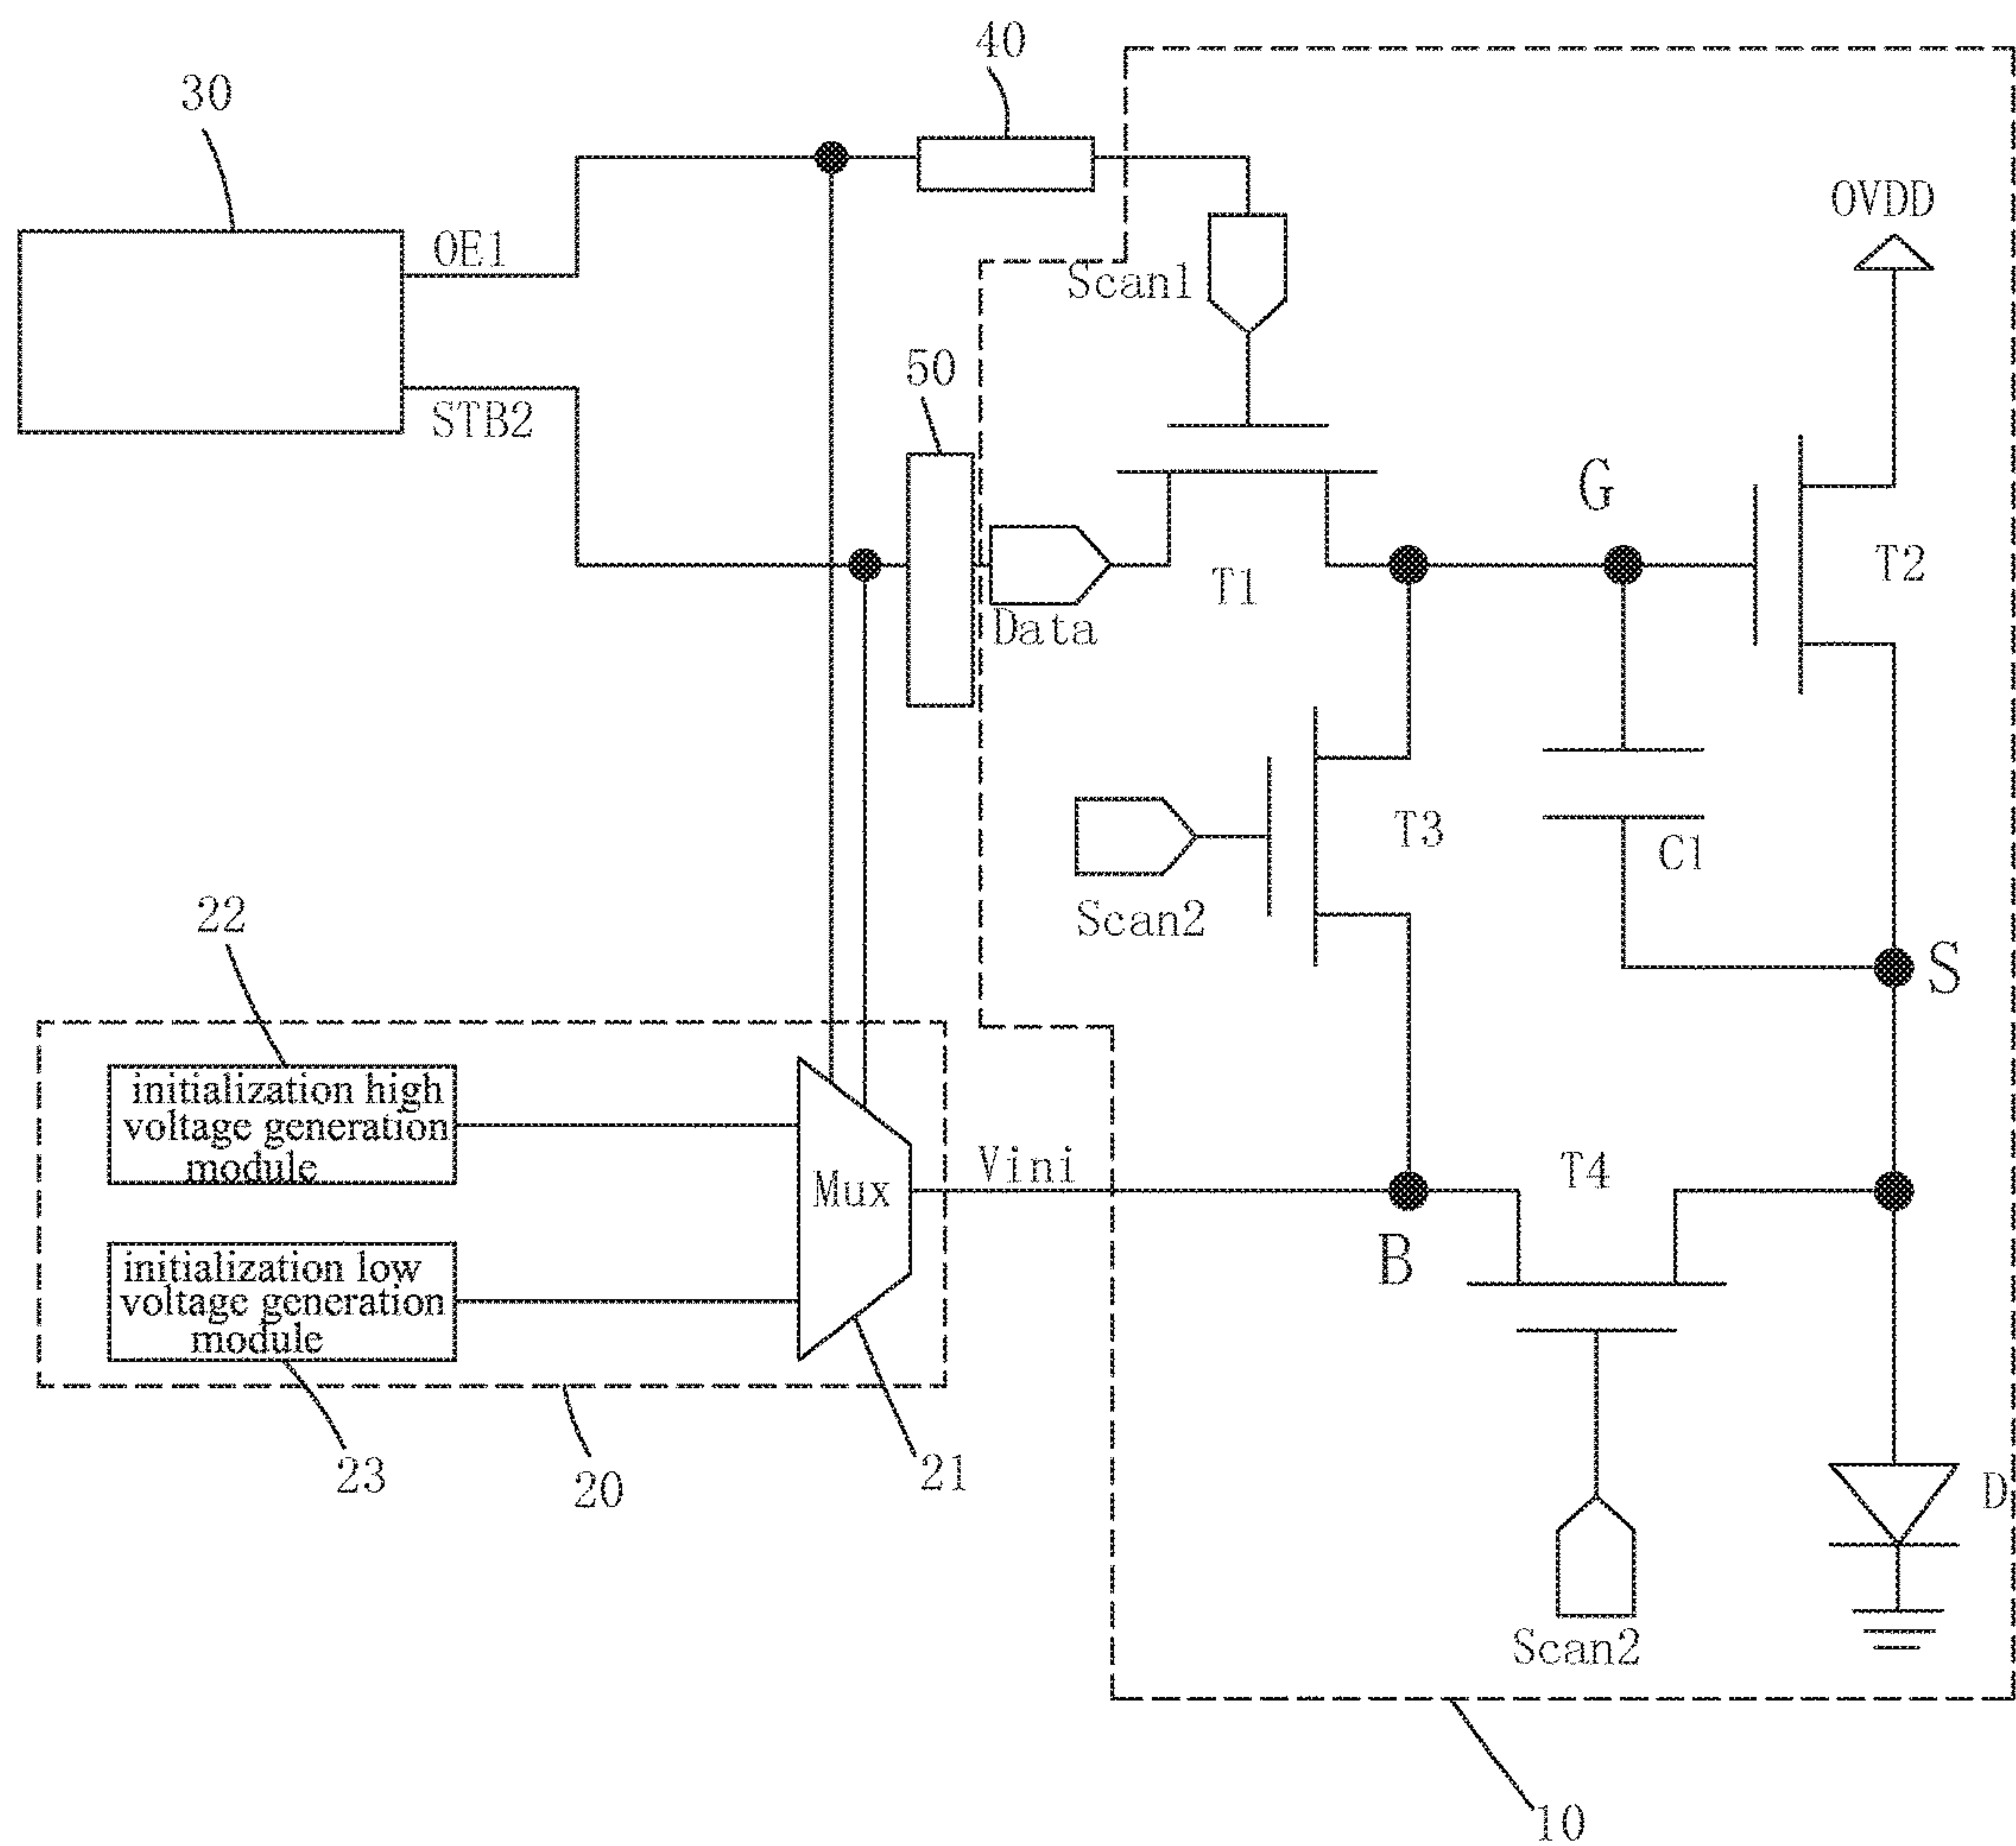 40
30
OVDD
OE1
Scan1
50
STB2
G
T2
T1
Data
T3
C1
22
Scan2
S
initialization high
voltage generation
module
Vini
T4
Mux
B
initialization low
voltage generation
module
23
20
21
D
Scan2
10